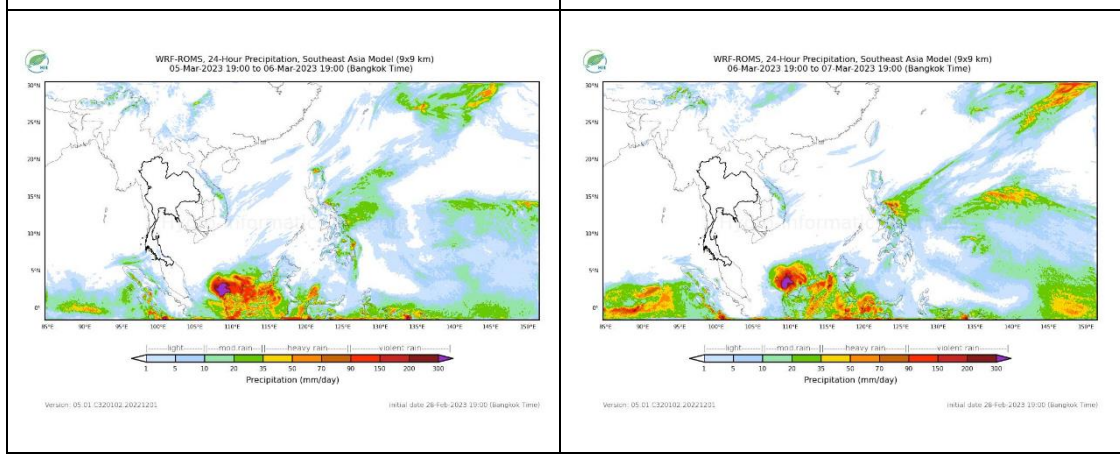 WRF-ROMS, 24-Hour Precipitation, Southeast Asia Model (9x9 km)
05-Mar-2023 19:00 to 06-Mar-2023 19:00 (Bangkok Time)
30°N
25°N
20°N
15°N
10°N
5°N
0°
85°E 90°E 95°E 100°E 105°E 110°E 115°E 120°E 125°E 130°E 135°E 140°E 145°E 150°E
light mod rain heavy rain violent rain
1 5 10 20 35 50 70 90 150 200 300
Precipitation (mm/day)
Version: 05.01 C320102.20221201 initial date 28-Feb-2023 19:00 (Bangkok Time)
WRF-ROMS, 24-Hour Precipitation, Southeast Asia Model (9x9 km)
06-Mar-2023 19:00 to 07-Mar-2023 19:00 (Bangkok Time)
30°N
25°N
20°N
15°N
10°N
5°N
0°
85°E 90°E 95°E 100°E 105°E 110°E 115°E 120°E 125°E 130°E 135°E 140°E 145°E 150°E
light mod rain heavy rain violent rain
1 5 10 20 35 50 70 90 150 200 300
Precipitation (mm/day)
Version: 05.01 C320102.20221201 initial date 28-Feb-2023 19:00 (Bangkok Time)